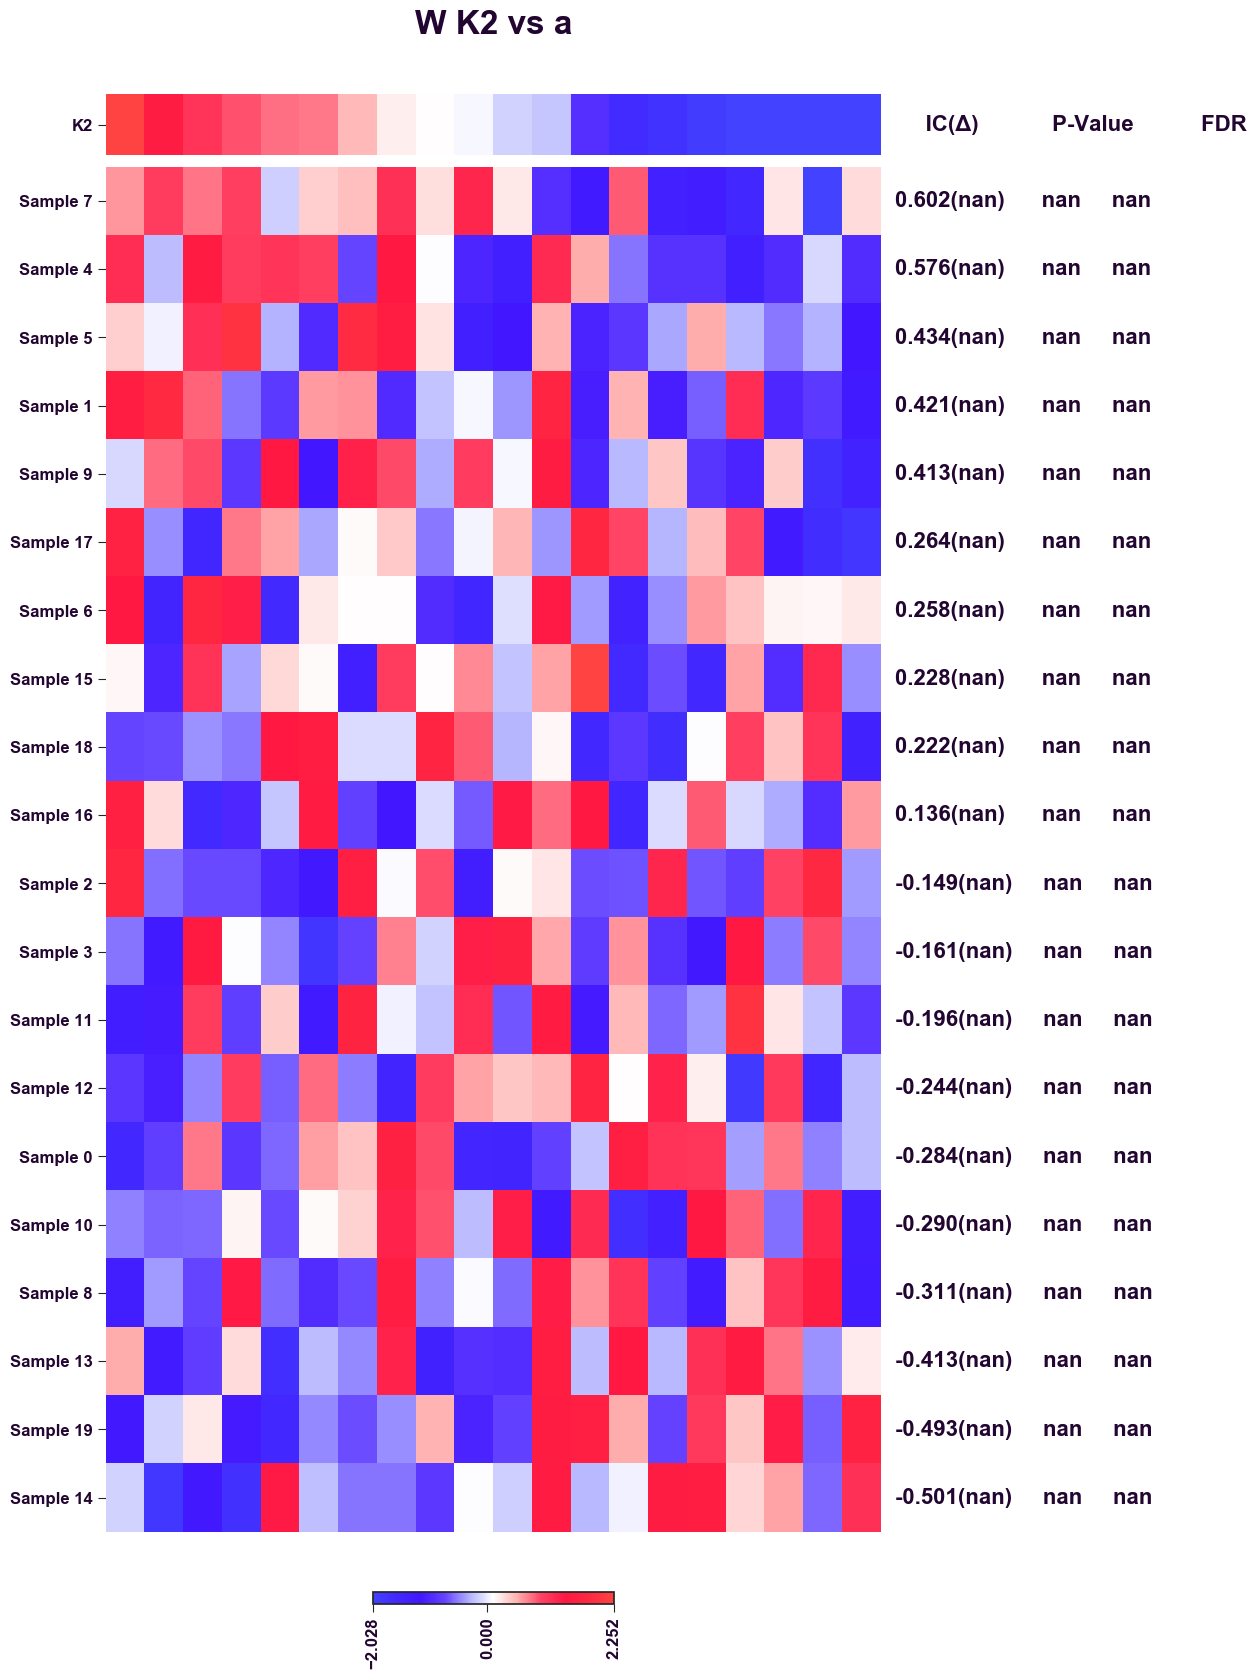 W K2 vs a
K2 IC(Δ) P-Value FDR
Sample 7 0.602(nan) nan nan
Sample 4 0.576(nan) nan nan
Sample 5 0.434(nan) nan nan
Sample 1 0.421(nan) nan nan
Sample 9 0.413(nan) nan nan
Sample 17 0.264(nan) nan nan
Sample 6 0.258(nan) nan nan
Sample 15 0.228(nan) nan nan
Sample 18 0.222(nan) nan nan
Sample 16 0.136(nan) nan nan
Sample 2 -0.149(nan) nan nan
Sample 3 -0.161(nan) nan nan
Sample 11 -0.196(nan) nan nan
Sample 12 -0.244(nan) nan nan
Sample 0 -0.284(nan) nan nan
Sample 10 -0.290(nan) nan nan
Sample 8 -0.311(nan) nan nan
Sample 13 -0.413(nan) nan nan
Sample 19 -0.493(nan) nan nan
Sample 14 -0.501(nan) nan nan
−2.028
0.000
2.252